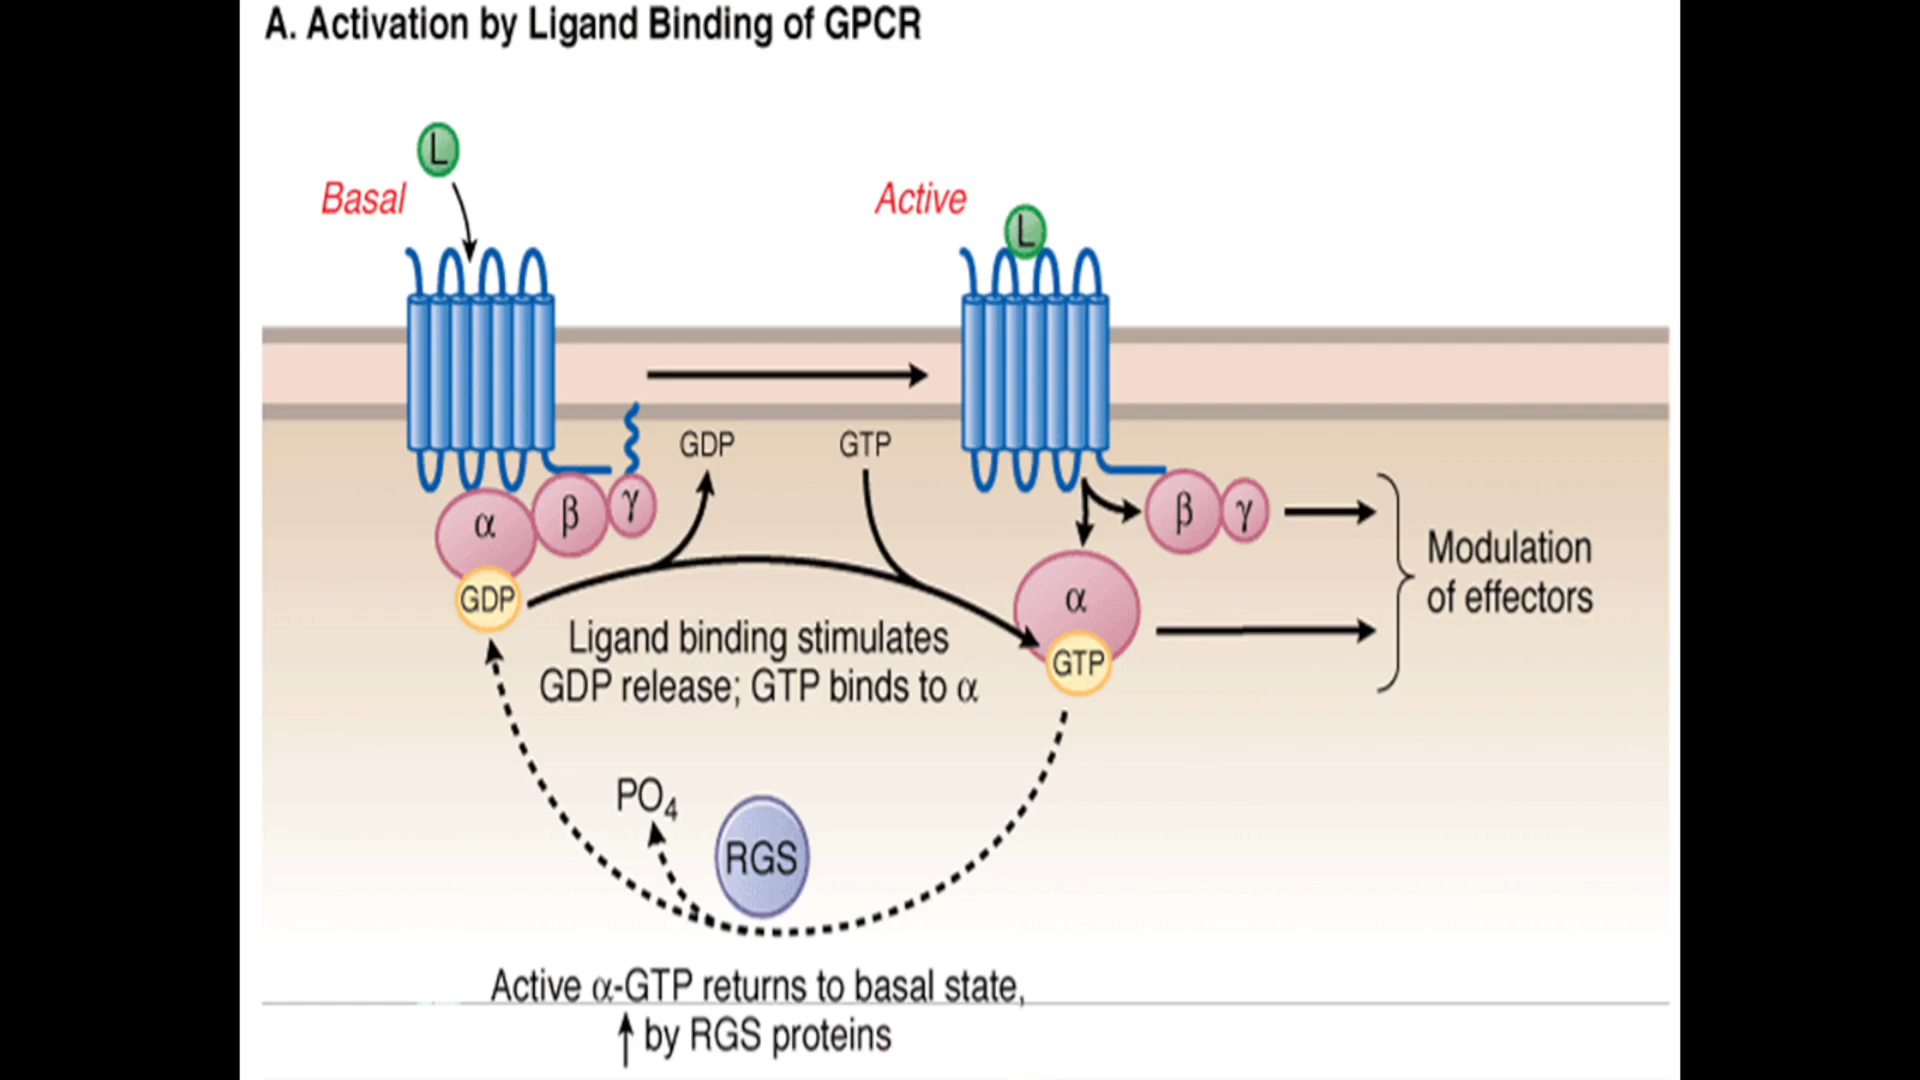 A. Activation by Ligand Binding of GPCR
L
Basal
Active
L
GDP
GTP
α
β
γ
β
γ
Modulation
of effectors
GDP
α
GTP
Ligand binding stimulates
GDP release; GTP binds to α
PO4
RGS
Active α-GTP returns to basal state,
↑ by RGS proteins